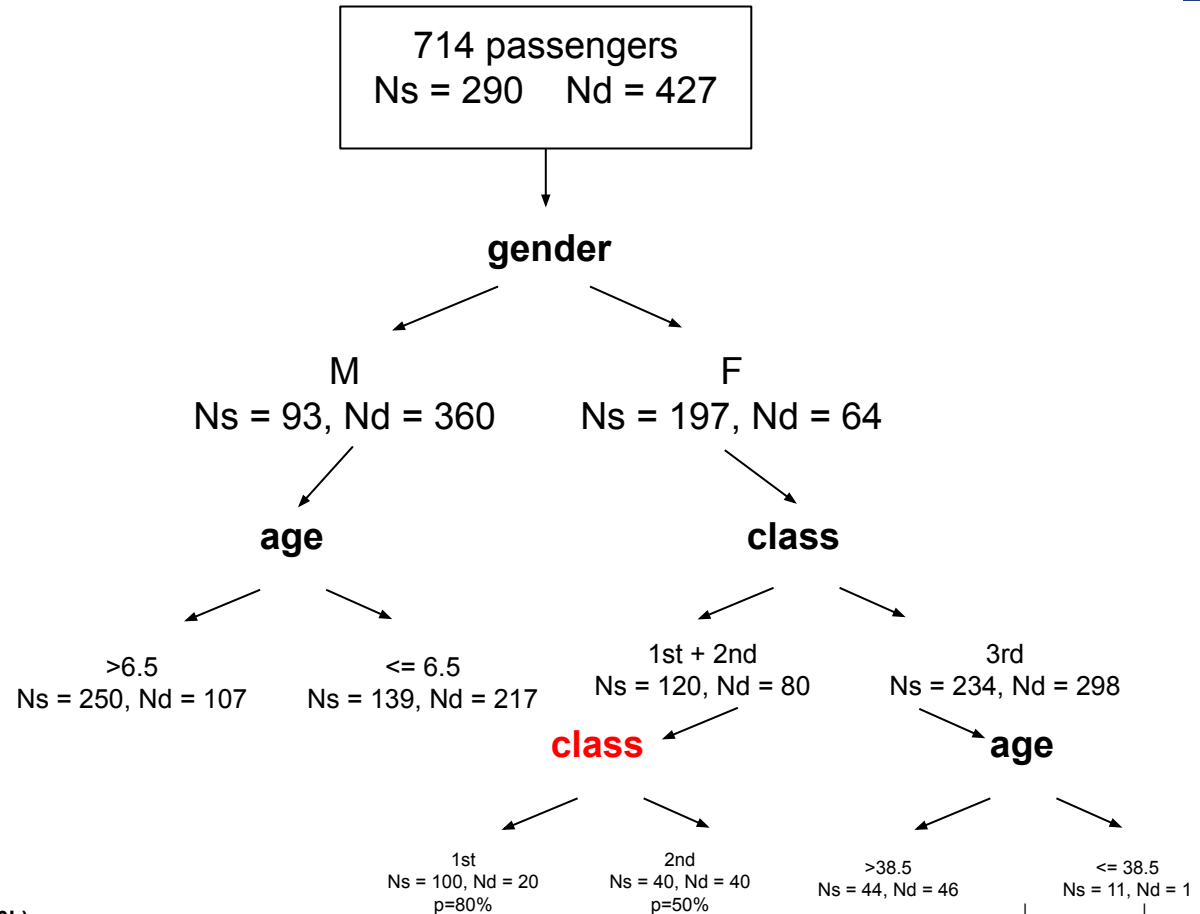 714 passengers
Ns = 290 Nd = 427
gender
M
Ns = 93, Nd = 360
F
Ns = 197, Nd = 64
age
class
>6.5
Ns = 250, Nd = 107
<= 6.5
Ns = 139, Nd = 217
1st + 2nd
Ns = 120, Nd = 80
3rd
Ns = 234, Nd = 298
class
age
1st
Ns = 100, Nd = 20
p=80%
2nd
Ns = 40, Nd = 40
p=50%
>38.5
Ns = 44, Nd = 46
<= 38.5
Ns = 11, Nd = 1